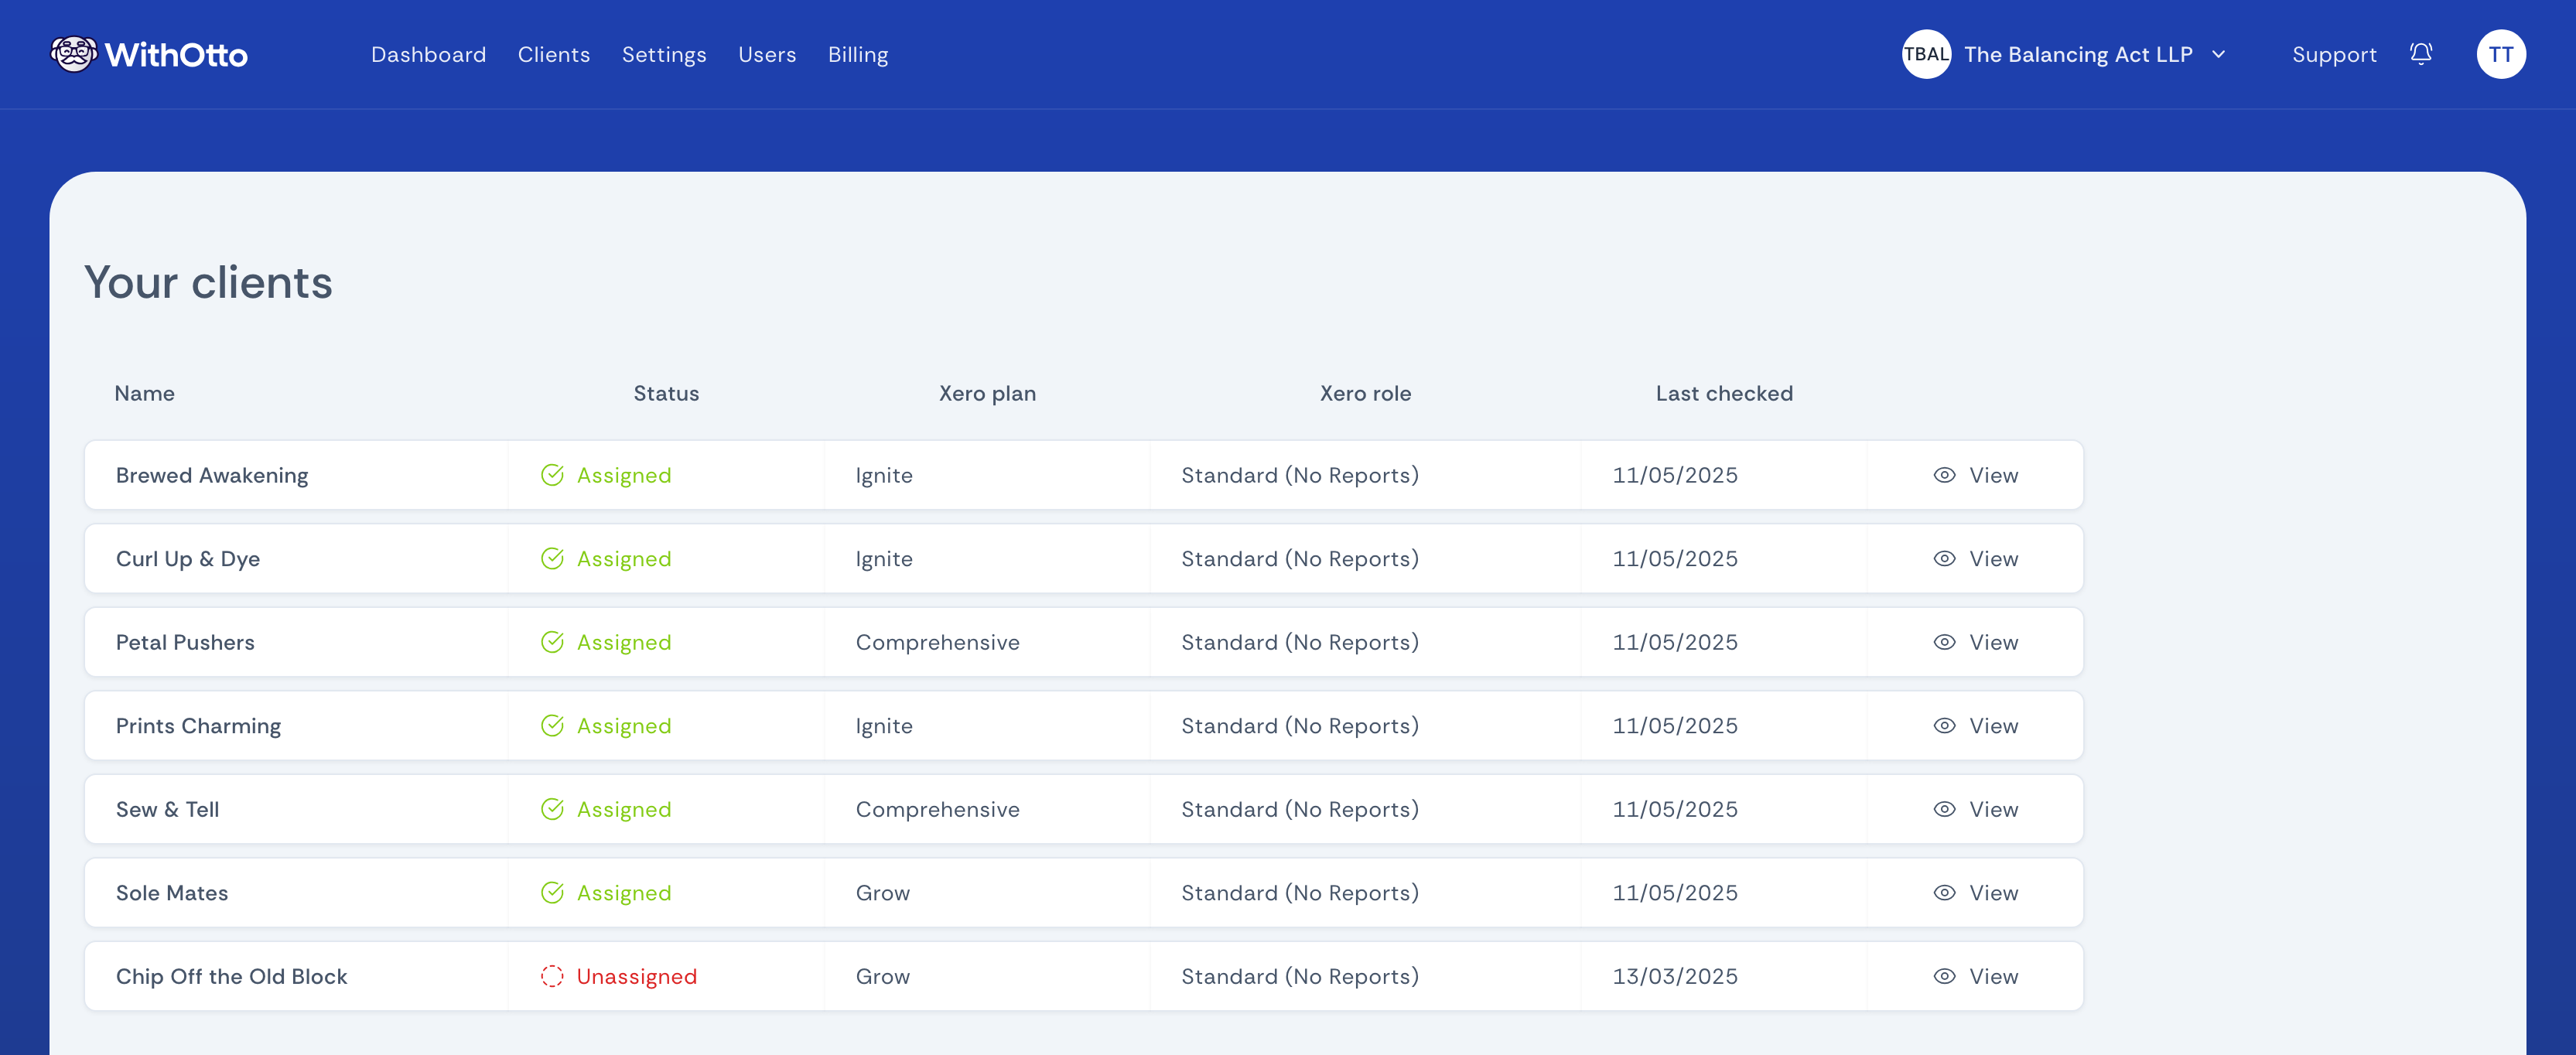 WithOtto Dashboard Clients Settings Users Billing TBAL The Balancing Act LLP Support TT
Your clients
Name Status Xero plan Xero role Last checked
Brewed Awakening Assigned Ignite Standard (No Reports) 11/05/2025 View
Curl Up & Dye Assigned Ignite Standard (No Reports) 11/05/2025 View
Petal Pushers Assigned Comprehensive Standard (No Reports) 11/05/2025 View
Prints Charming Assigned Ignite Standard (No Reports) 11/05/2025 View
Sew & Tell Assigned Comprehensive Standard (No Reports) 11/05/2025 View
Sole Mates Assigned Grow Standard (No Reports) 11/05/2025 View
Chip Off the Old Block Unassigned Grow Standard (No Reports) 13/03/2025 View